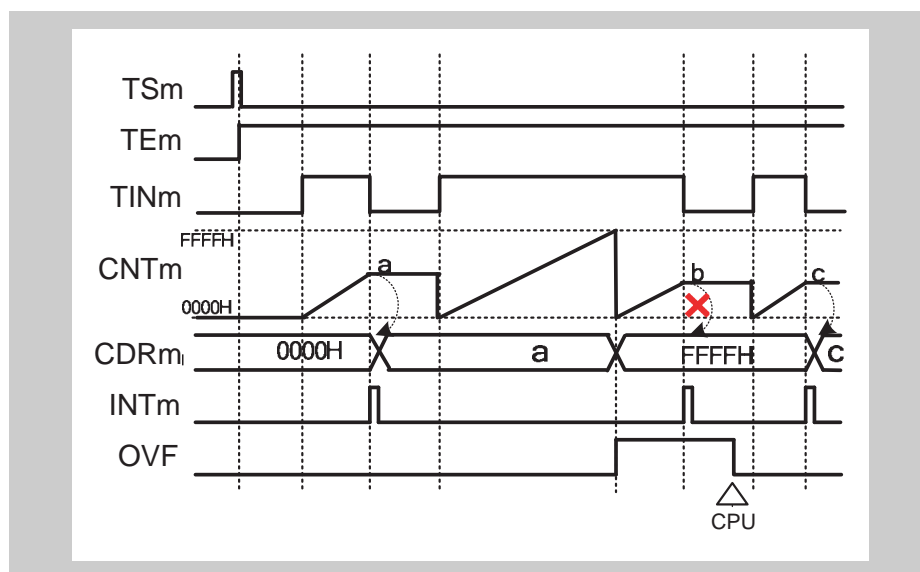 TSm
TEm
TINm
FFFFH
CNTm
a
b
c
0000H
CDRm
0000H
a
FFFFH
c
INTm
OVF
CPU